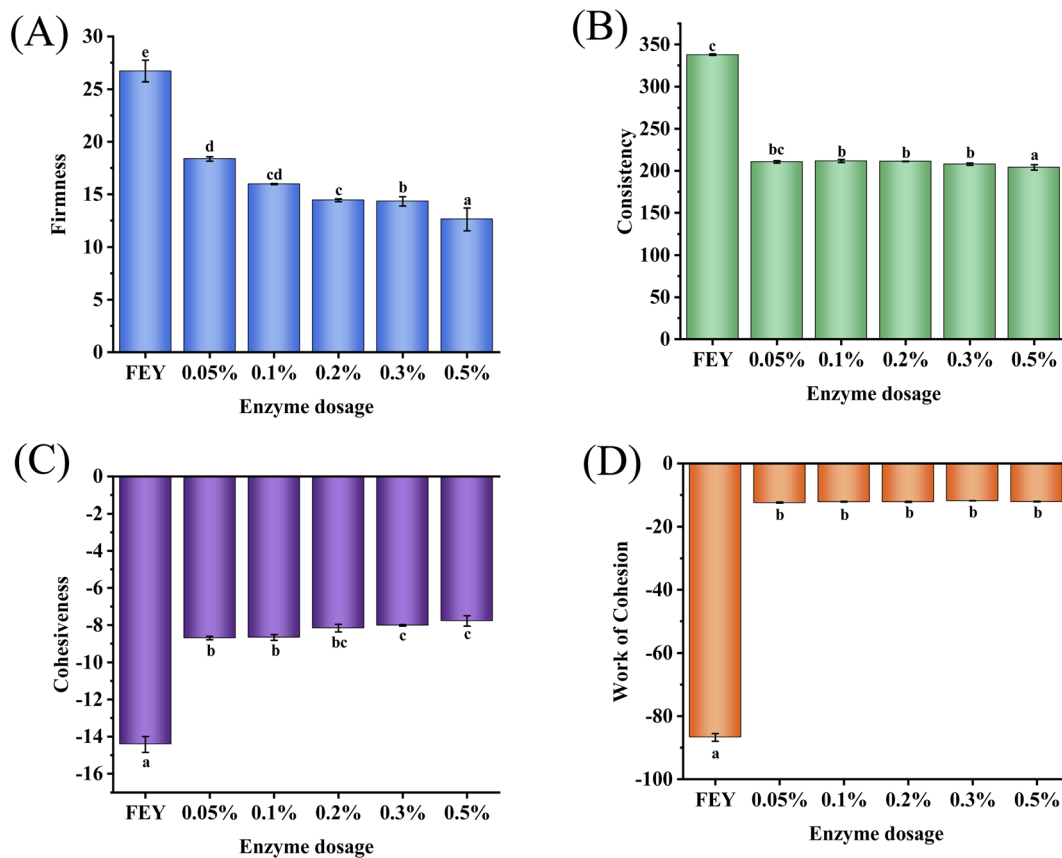 (A)
30
25
20
15
10
5
0
Firmness
e
d
cd
c
b
a
FEY 0.05% 0.1% 0.2% 0.3% 0.5%
Enzyme dosage
(B)
350
300
250
200
150
100
50
0
Consistency
c
bc
b
b
b
a
FEY 0.05% 0.1% 0.2% 0.3% 0.5%
Enzyme dosage
(C)
0
-2
-4
-6
-8
-10
-12
-14
-16
Cohesiveness
a
b
b
bc
c
c
FEY 0.05% 0.1% 0.2% 0.3% 0.5%
Enzyme dosage
(D)
0
-20
-40
-60
-80
-100
Work of Cohesion
a
b
b
b
b
b
FEY 0.05% 0.1% 0.2% 0.3% 0.5%
Enzyme dosage